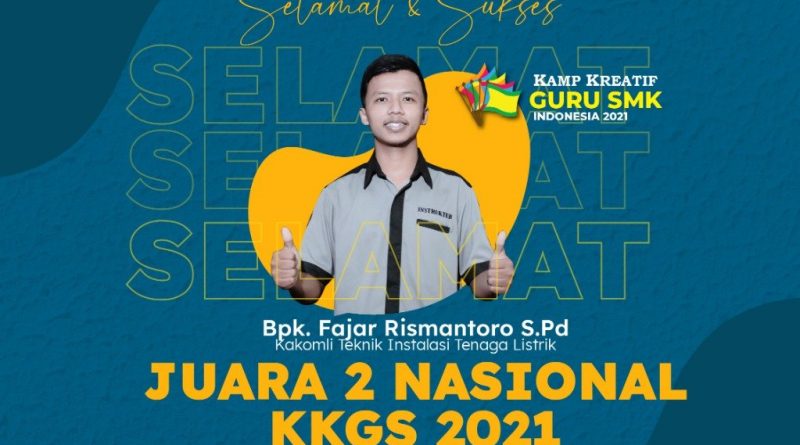 Selamat & Sukses
SELAMAT
SELAMAT
SELAMAT
KAMP KREATIF
GURU SMK
INDONESIA 2021
INSTRUKTUR
Bpk. Fajar Rismantoro S.Pd
Kakomli Teknik Instalasi Tenaga Listrik
JUARA 2 NASIONAL
KKGS 2021